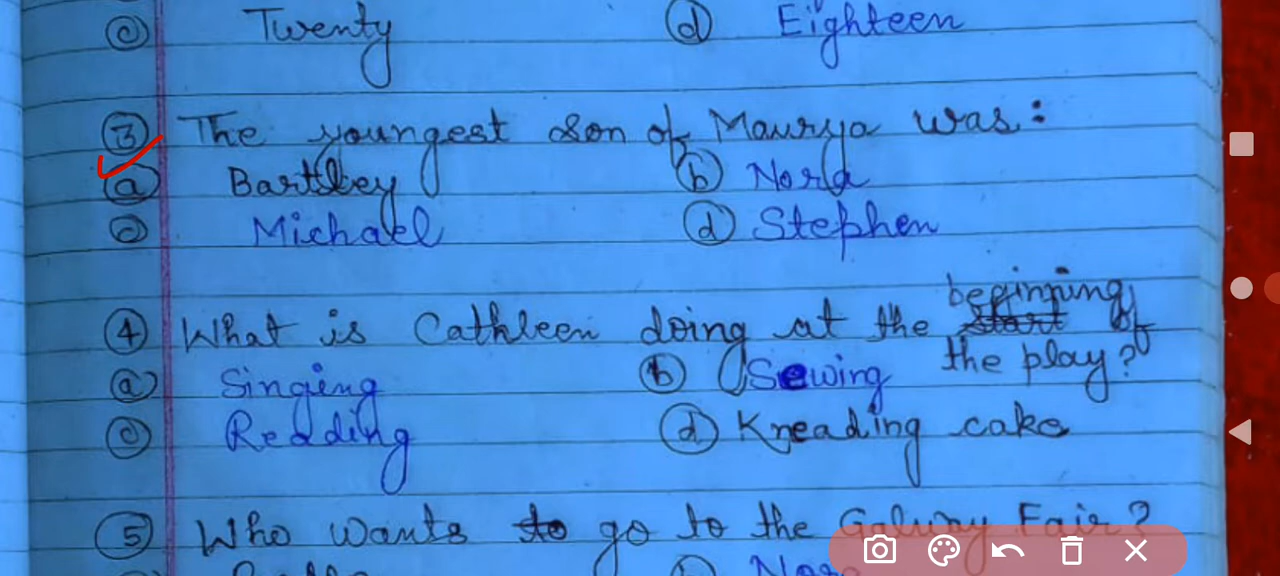 c Twenty d Eighteen
3 The youngest son of Maurya was:
a Bartley b Nora
c Michael d Stephen
4 What is Cathleen doing at the beginning of
the play?
a Singing b Sewing
c Reading d Kneading cake
5 Who wants to go to the Galway Fair?
b Nora